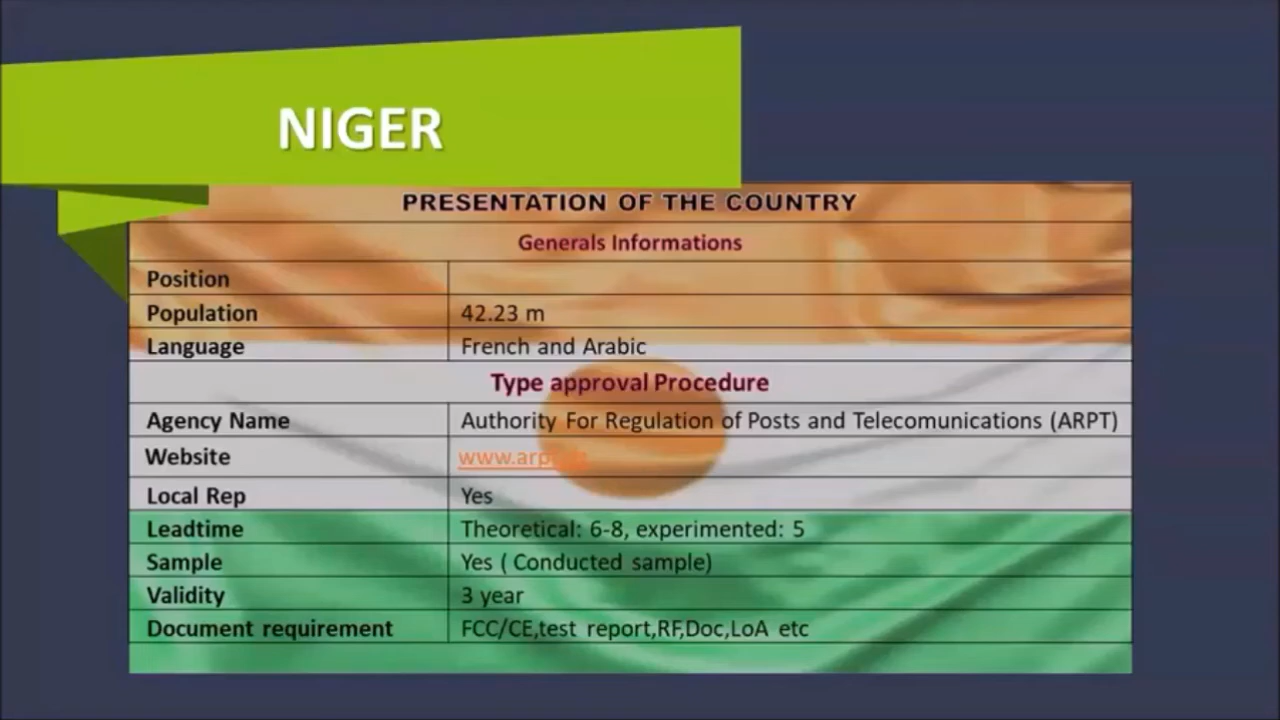 NIGER
PRESENTATION OF THE COUNTRY
Generals Informations
Position
Population 42.23 m
Language French and Arabic
Type approval Procedure
Agency Name Authority For Regulation of Posts and Telecomunications (ARPT)
Website
Local Rep Yes
Leadtime Theoretical: 6-8, experimented: 5
Sample Yes ( Conducted sample)
Validity 3 year
Document requirement FCC/CE,test report,RF,Doc,LoA etc